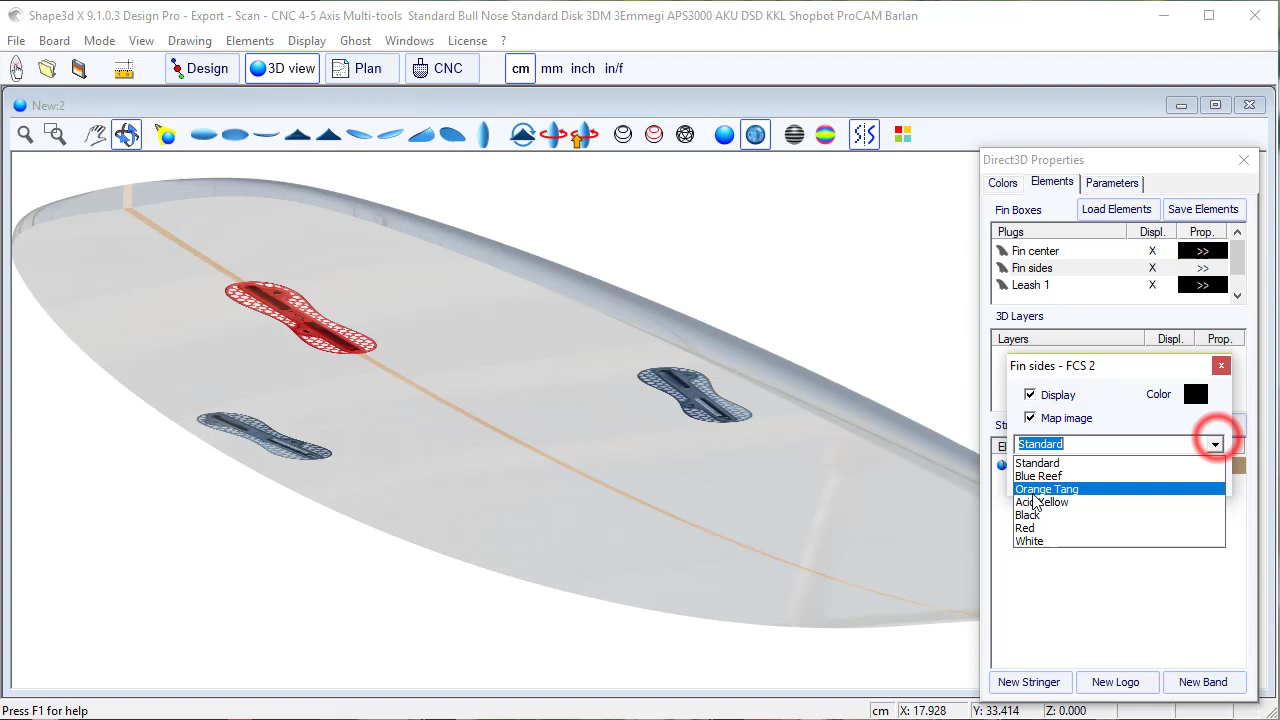 Shape3d X 9.1.0.3 Design Pro - Export - Scan - CNC 4-5 Axis Multi-tools  Standard Bull Nose Standard Disk 3DM 3Emmegi APS3000 AKU DSD KKL Shopbot ProCAM Barlan
File Board Mode View Drawing Elements Display Ghost Windows License ?
Design 3D view Plan CNC cm mm inch in/f
New:2
Direct3D Properties
Colors Elements Parameters
Fin Boxes Load Elements Save Elements
Plugs Displ. Prop.
Fin center X >>
Fin sides X >>
Leash 1 X >>
3D Layers
Layers Displ. Prop.
Fin sides - FCS 2
Display Color
Map image
Standard
Standard
Blue Reef
Orange Tang
Acid Yellow
Black
Red
White
New Stringer New Logo New Band
Press F1 for help cm X: 17.928 Y: 33.414 Z: 0.000